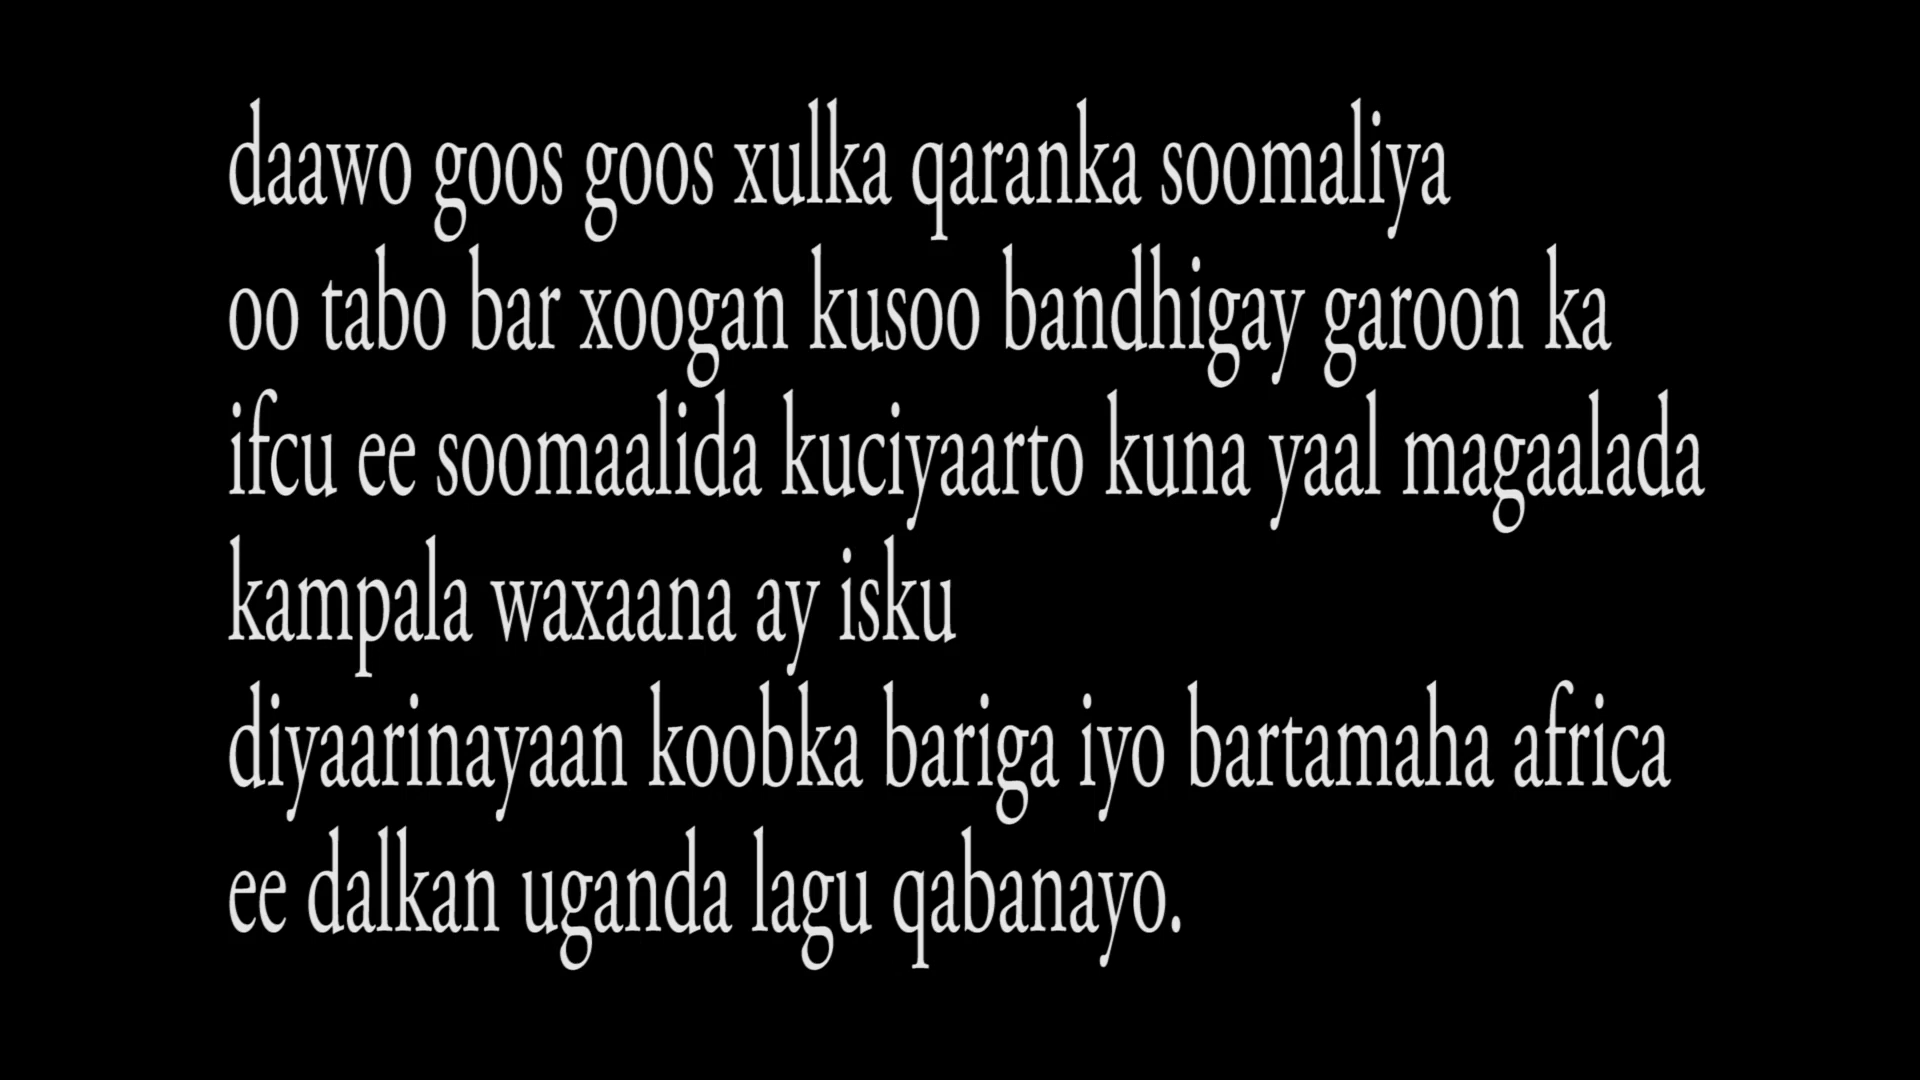 daawo goos goos xulka qaranka soomaliya
oo tabo bar xoogan kusoo bandhigay garoon ka
ifcu ee soomaalida kuciyaarto kuna yaal magaalada
kampala waxaana ay isku
diyaarinayaan koobka bariga iyo bartamaha africa
ee dalkan uganda lagu qabanayo.